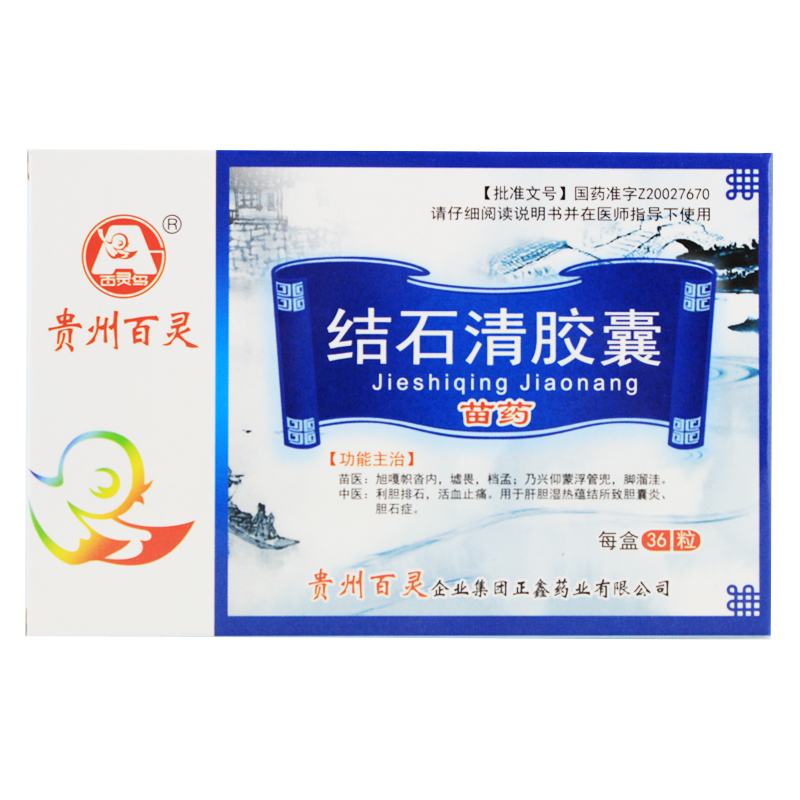 ®
百灵鸟
贵州百灵
【批准文号】国药准字Z20027670
请仔细阅读说明书并在医师指导下使用
结石清胶囊
Jieshiqing Jiaonang
苗药
【功能主治】
苗医：旭嘎帜沓内，墟畏，档孟；乃兴仰蒙浮管兜，脚溜洼。
中医：利胆排石，活血止痛。用于肝胆湿热蕴结所致胆囊炎、
胆石症。
每盒 36 粒
贵州百灵企业集团正鑫药业有限公司